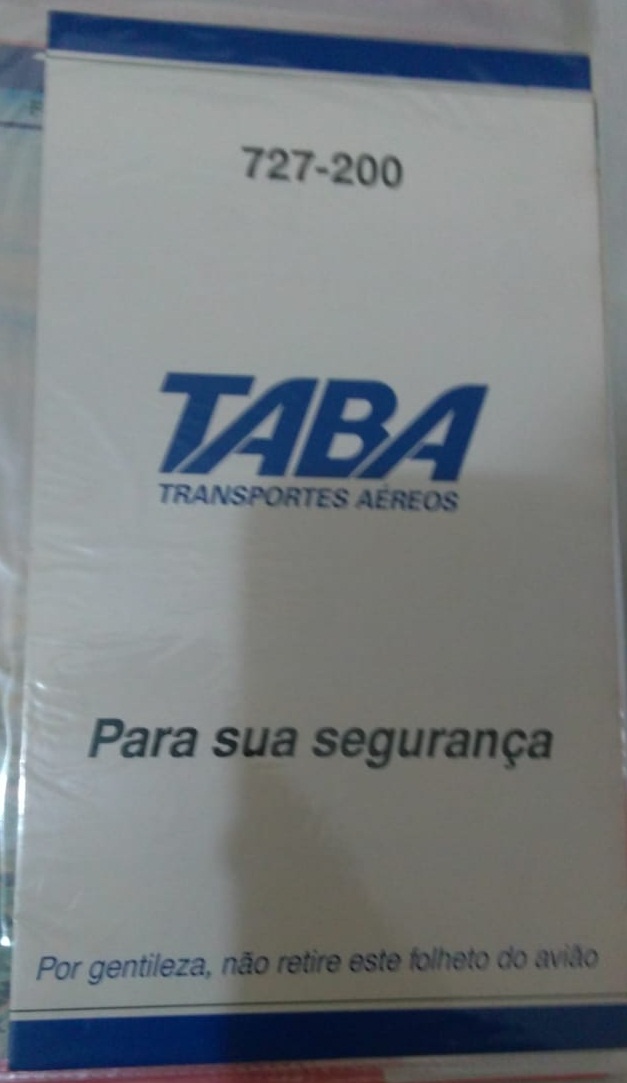 727-200
TABA
TRANSPORTES AÉREOS
Para sua segurança
Por gentileza, não retire este folheto do avião